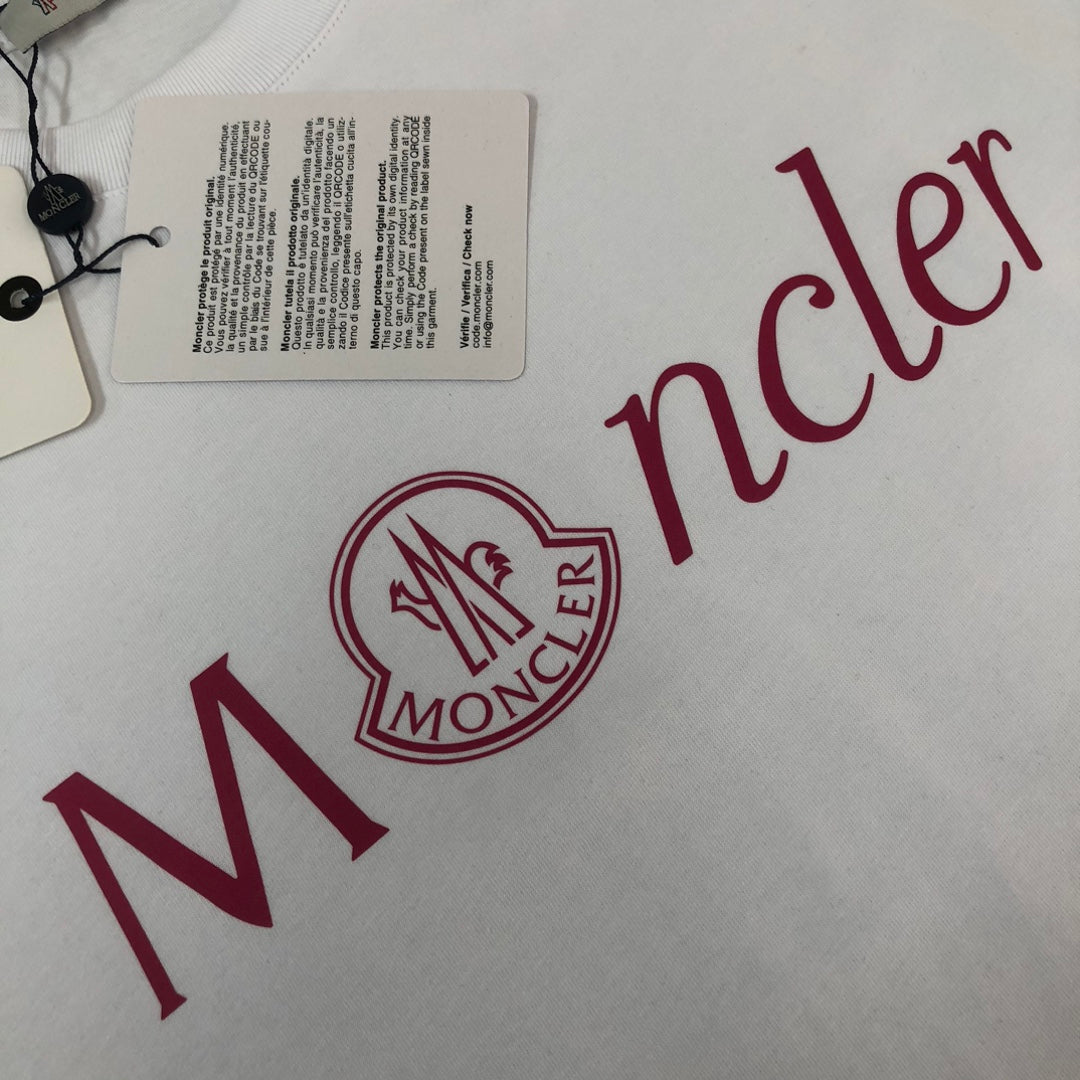 MONCLER
Moncler protège le produit original.
Ce produit est protégé par une identité numérique.
Vous pouvez vérifier à tout moment l'authenticité,
la qualité et la provenance du produit en effectuant
un simple contrôle par la lecture du QRCODE ou
par le biais du Code se trouvant sur l'étiquette cou-
sue à l'intérieur de cette pièce.
Moncler tutela il prodotto originale.
Questo prodotto è tutelato da un'identità digitale.
In qualsiasi momento può verificare l'autenticità, la
qualità e la provenienza del prodotto facendo un
semplice controllo, leggendo il QRCODE o utiliz-
zando il Codice presente sull'etichetta cucita all'in-
terno di questo capo.
Moncler protects the original product.
This product is protected by its own digital identity.
You can check your product information at any
time. Simply perform a check by reading QRCODE
or using the Code present on the label sewn inside
this garment.
Vérifie / Verifica / Check now
code.moncler.com
info@moncler.com
Moncler
MONCLER